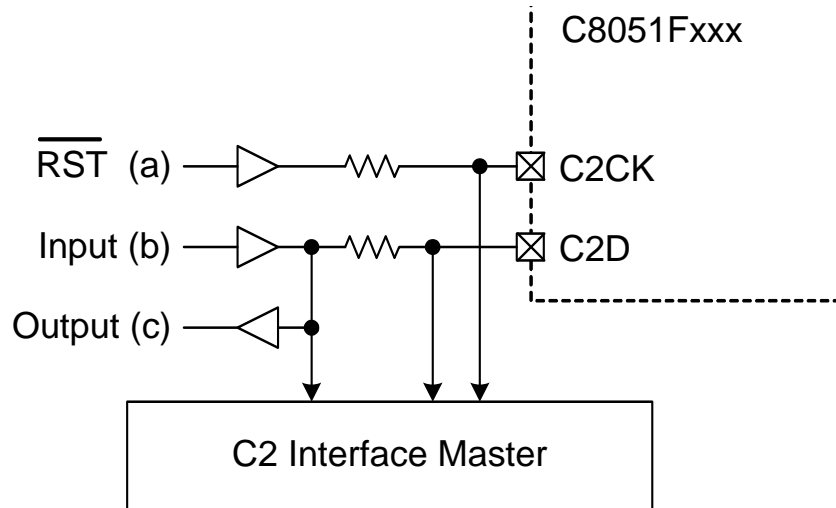 C8051Fxxx
RST (a)
C2CK
Input (b)
C2D
Output (c)
C2 Interface Master